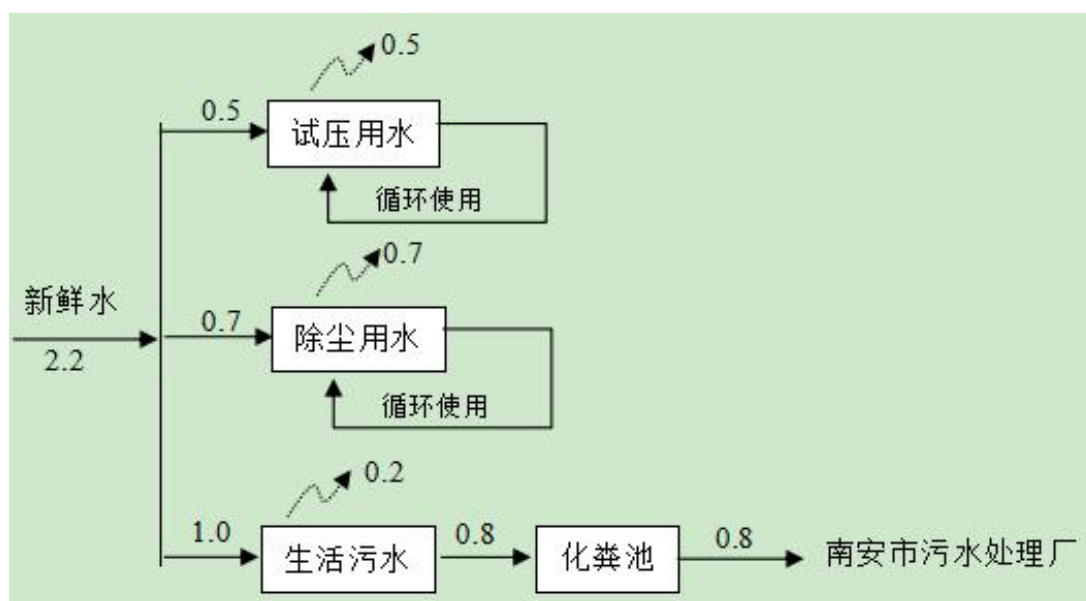 0.5
0.5
试压用水
循环使用
0.7
新鲜水
0.7
除尘用水
2.2
循环使用
0.2
1.0
0.8
0.8
生活污水
化粪池
南安市污水处理厂